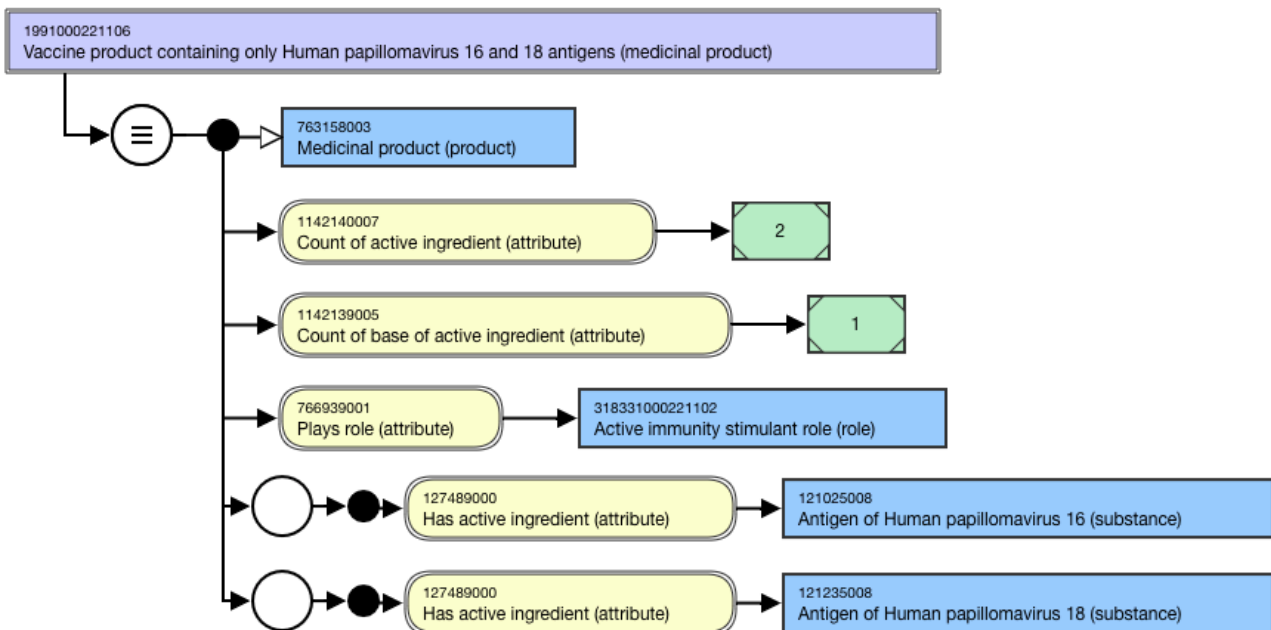 1991000221106
Vaccine product containing only Human papillomavirus 16 and 18 antigens (medicinal product)
763158003
Medicinal product (product)
1142140007
Count of active ingredient (attribute)
2
1142139005
Count of base of active ingredient (attribute)
1
766939001
Plays role (attribute)
318331000221102
Active immunity stimulant role (role)
127489000
Has active ingredient (attribute)
121025008
Antigen of Human papillomavirus 16 (substance)
127489000
Has active ingredient (attribute)
121235008
Antigen of Human papillomavirus 18 (substance)